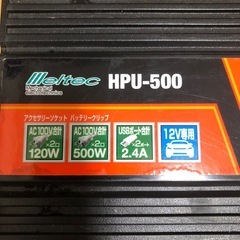 Meltec HPU-500
アクセサリーソケット バッテリークリップ
AC100V合計 ×2口 120W
AC100V合計 ×2口 500W
USBポート合計 ×2ポート 2.4A
12V専用